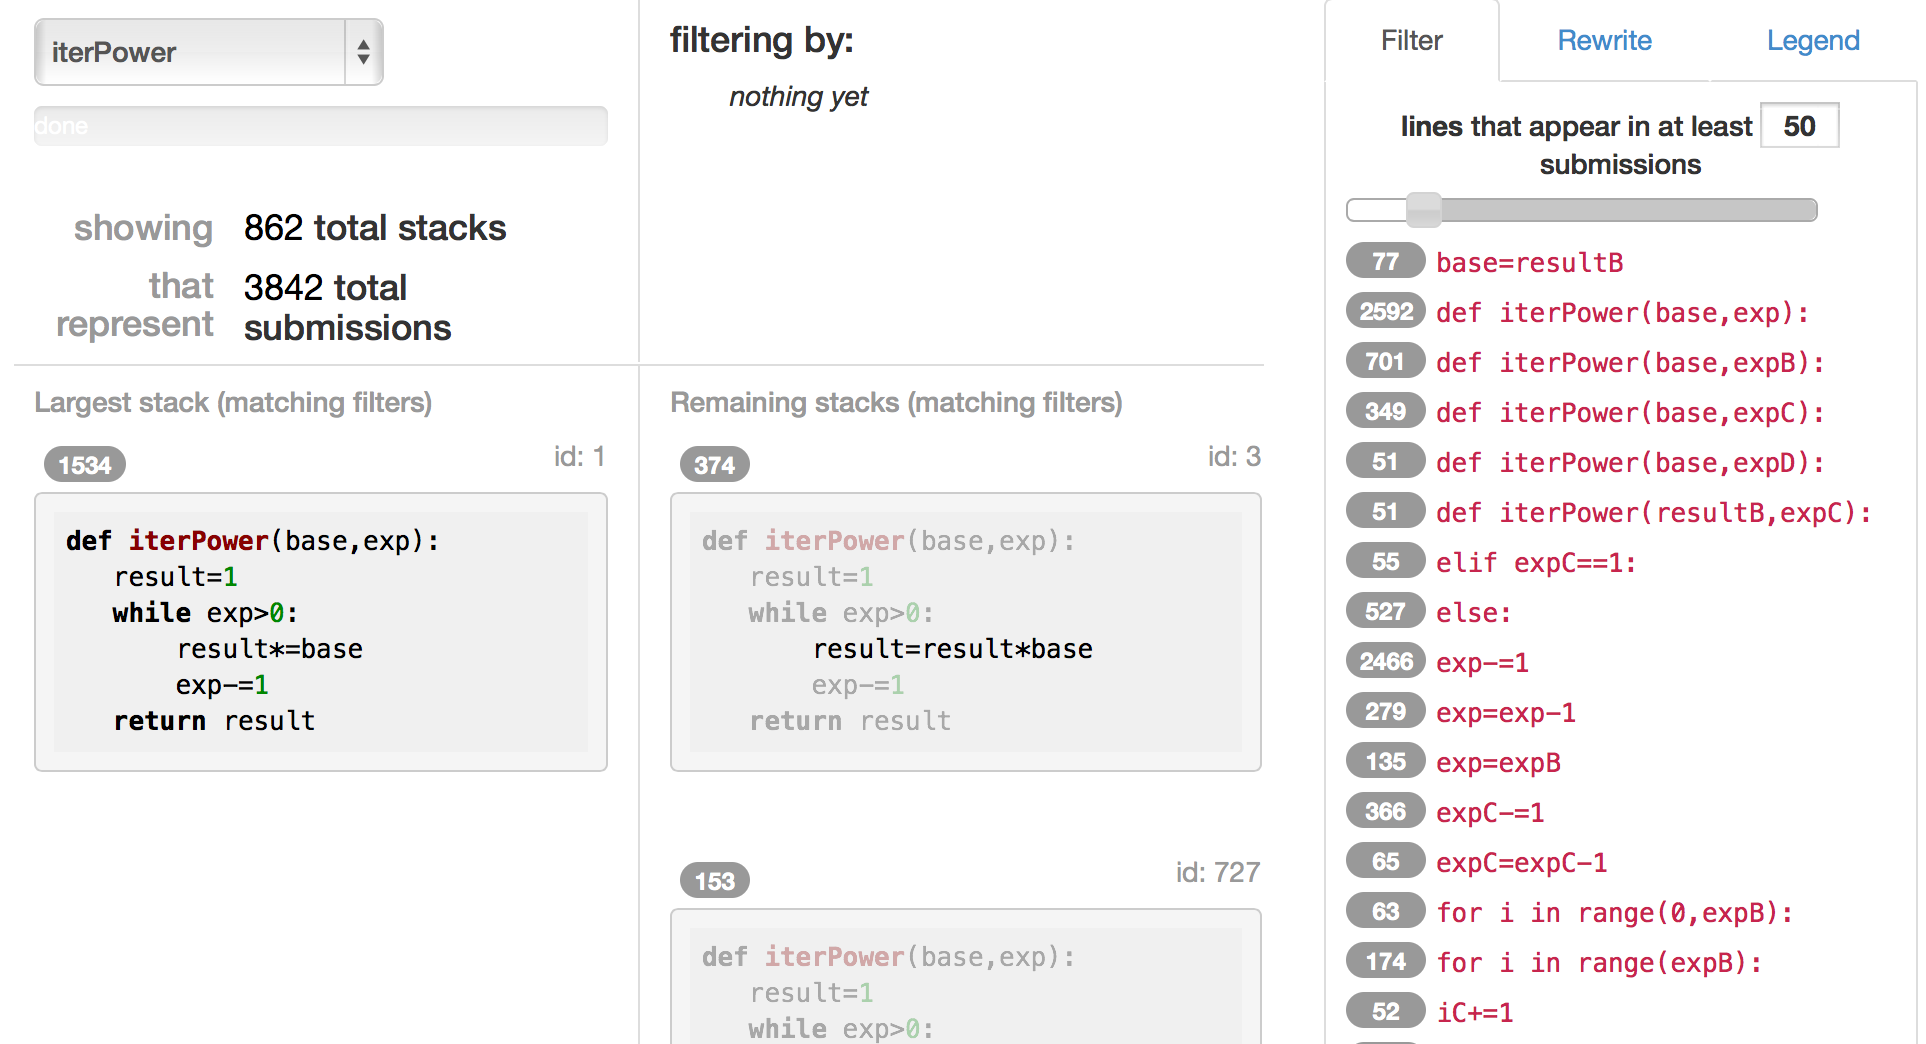 iterPower
done
showing 862 total stacks
that represent 3842 total submissions
filtering by:
nothing yet
Largest stack (matching filters)
1534 id: 1
def iterPower(base,exp):
result=1
while exp>0:
result*=base
exp-=1
return result
Remaining stacks (matching filters)
374 id: 3
def iterPower(base,exp):
result=1
while exp>0:
result=result*base
exp-=1
return result
153 id: 727
def iterPower(base,exp):
result=1
while exp>0:
Filter Rewrite Legend
lines that appear in at least 50
submissions
77 base=resultB
2592 def iterPower(base,exp):
701 def iterPower(base,expB):
349 def iterPower(base,expC):
51 def iterPower(base,expD):
51 def iterPower(resultB,expC):
55 elif expC==1:
527 else:
2466 exp-=1
279 exp=exp-1
135 exp=expB
366 expC-=1
65 expC=expC-1
63 for i in range(0,expB):
174 for i in range(expB):
52 iC+=1